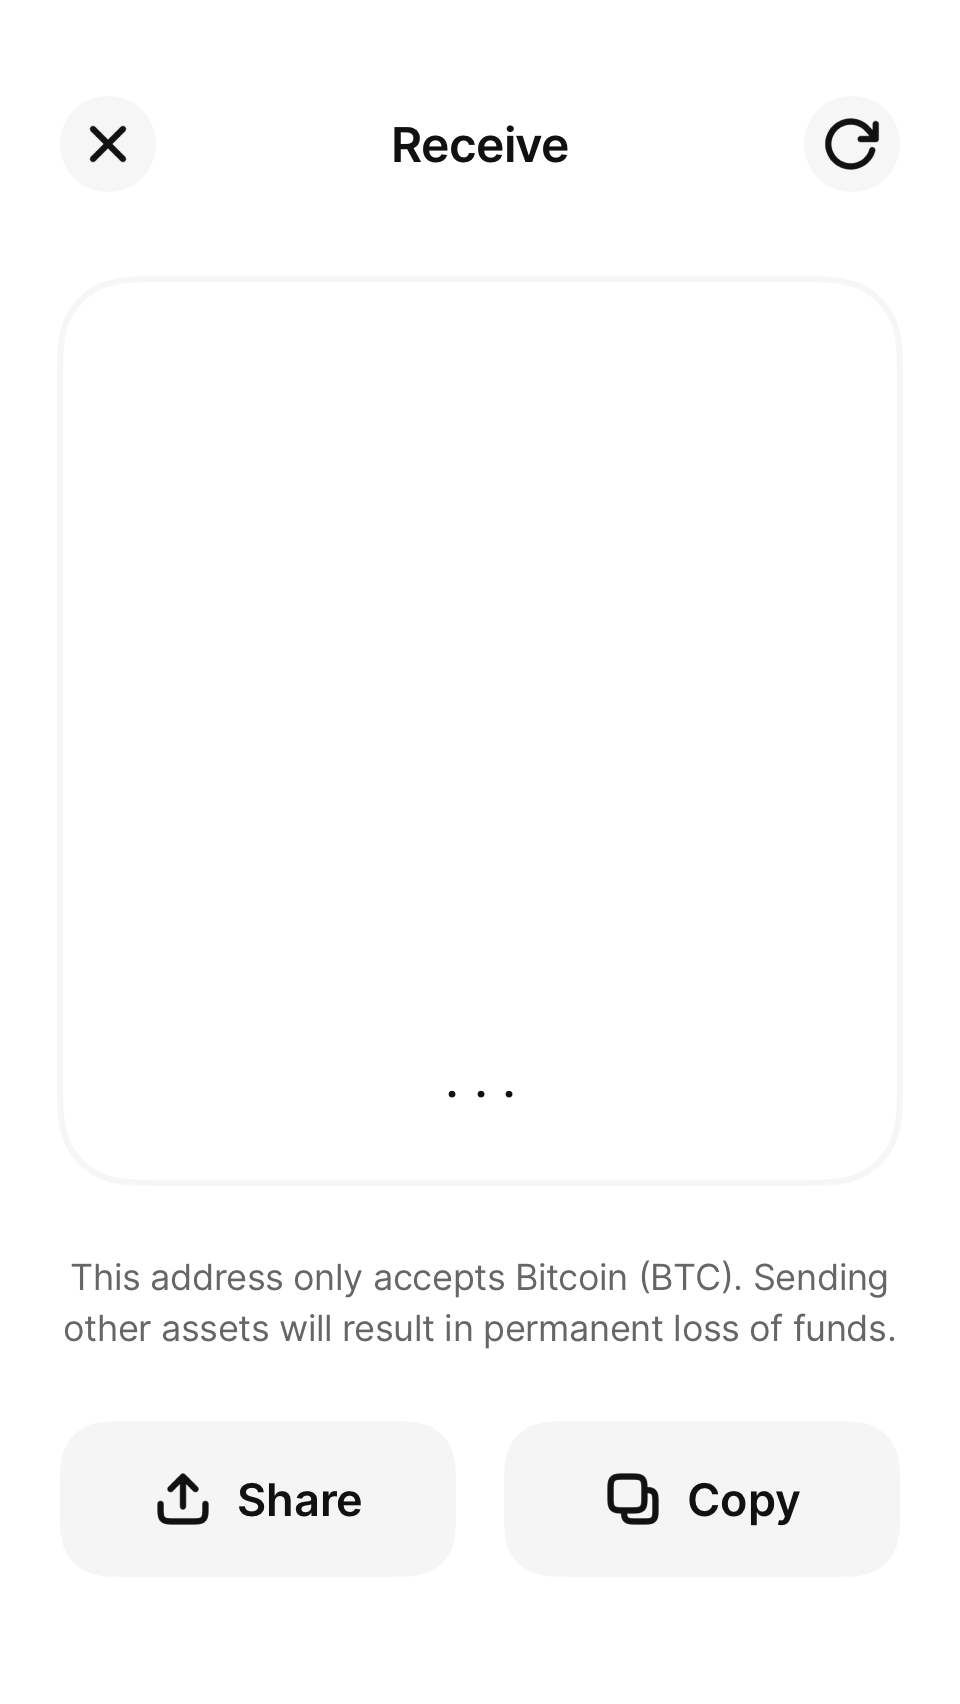 Receive
...
This address only accepts Bitcoin (BTC). Sending
other assets will result in permanent loss of funds.
Share
Copy